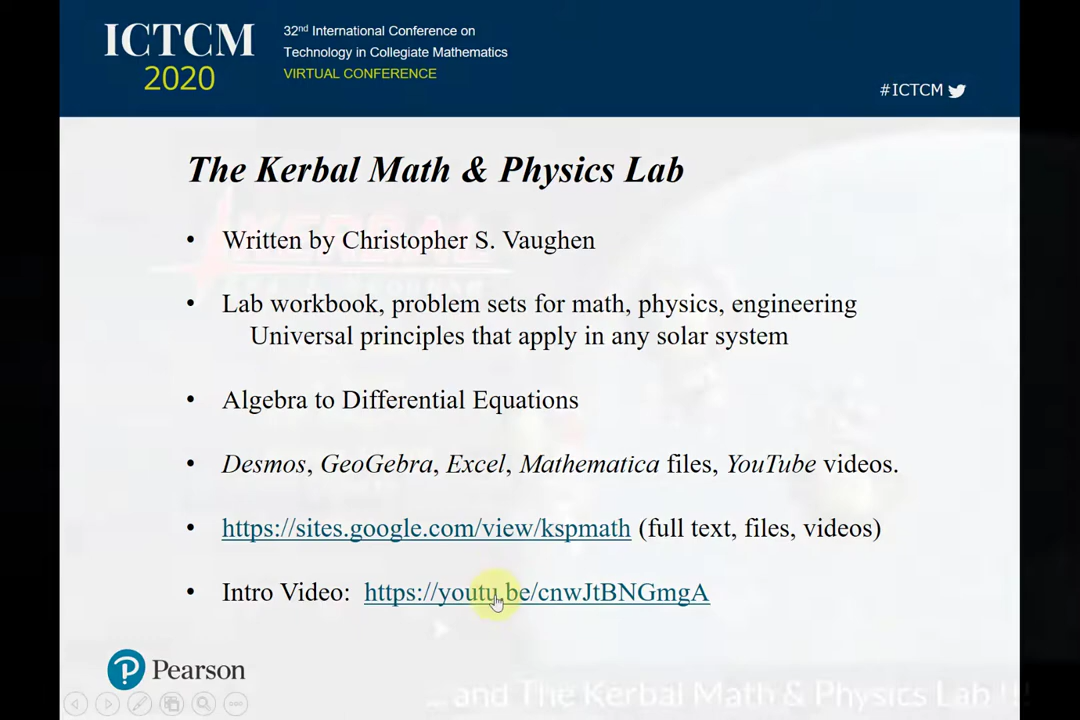 ICTCM
2020
32nd International Conference on
Technology in Collegiate Mathematics
VIRTUAL CONFERENCE
#ICTCM
The Kerbal Math & Physics Lab
• Written by Christopher S. Vaughen
• Lab workbook, problem sets for math, physics, engineering
Universal principles that apply in any solar system
• Algebra to Differential Equations
• Desmos, GeoGebra, Excel, Mathematica files, YouTube videos.
• https://sites.google.com/view/kspmath (full text, files, videos)
• Intro Video: https://youtu.be/cnwJtBNGmgA
Pearson
... and The Kerbal Math & Physics Lab !!!